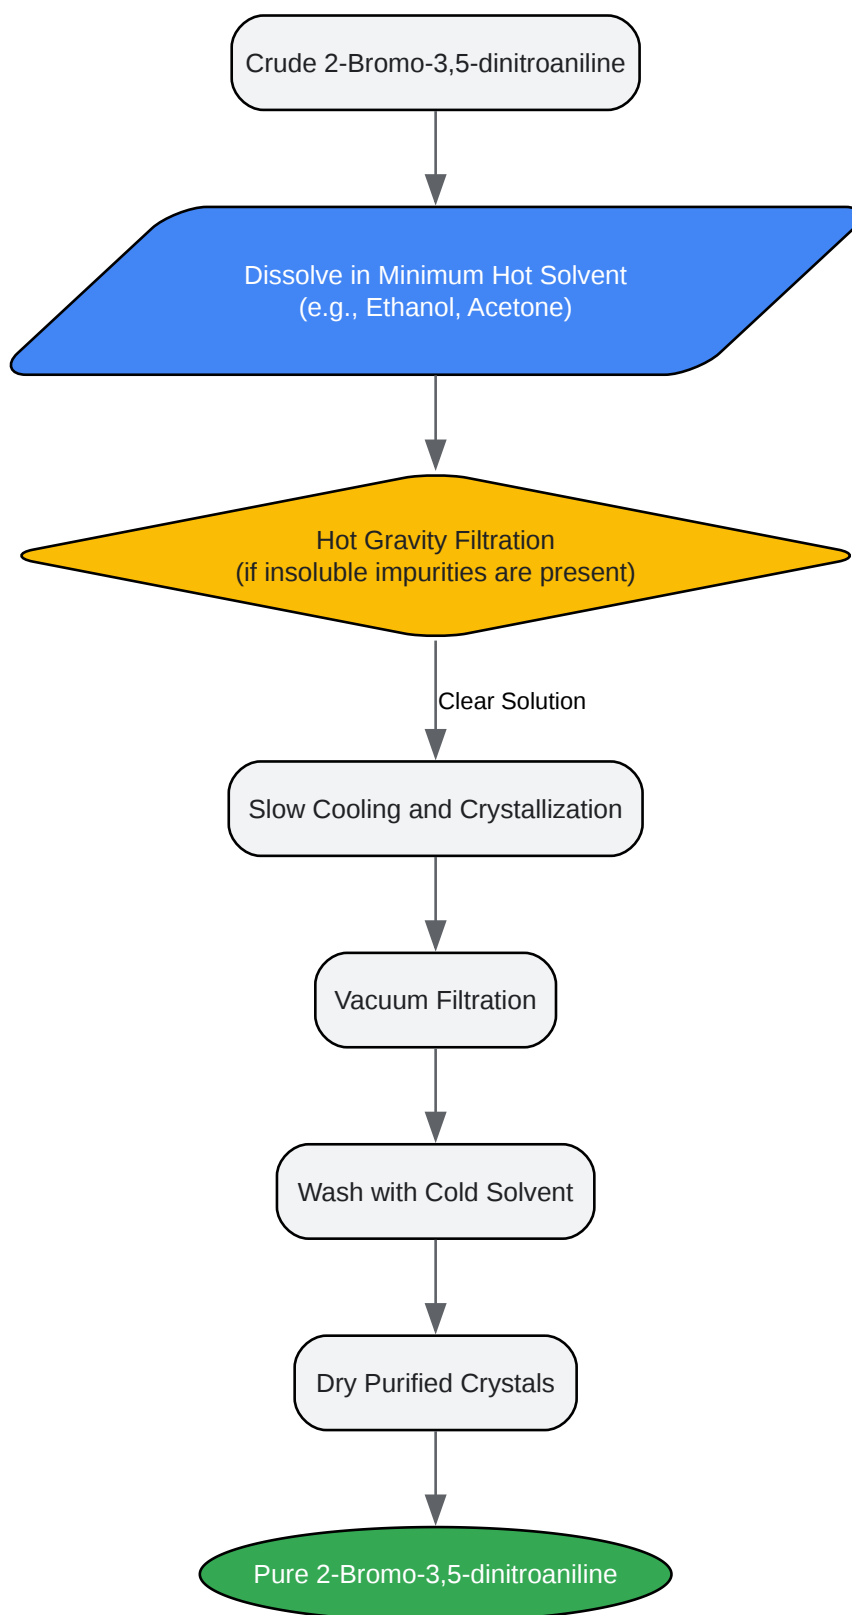 Crude 2-Bromo-3,5-dinitroaniline
Dissolve in Minimum Hot Solvent
(e.g., Ethanol, Acetone)
Hot Gravity Filtration
(if insoluble impurities are present)
Clear Solution
Slow Cooling and Crystallization
Vacuum Filtration
Wash with Cold Solvent
Dry Purified Crystals
Pure 2-Bromo-3,5-dinitroaniline